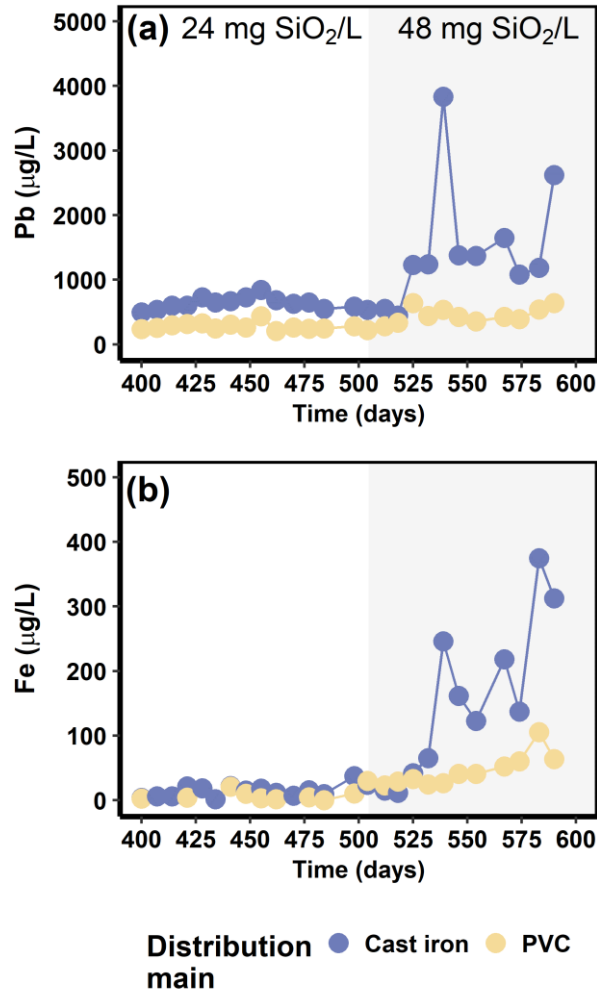 (a) 24 mg SiO₂/L 48 mg SiO₂/L
5000
4000
3000
2000
1000
0
Pb (µg/L)
400 425 450 475 500 525 550 575 600
Time (days)
(b)
500
400
300
200
100
0
Fe (µg/L)
400 425 450 475 500 525 550 575 600
Time (days)
Distribution
main
Cast iron PVC